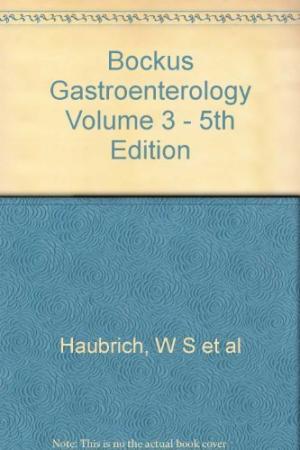 Bockus
Gastroenterology
Volume 3 - 5th
Edition
Haubrich, W S et al
Note: This is no the actual book cover